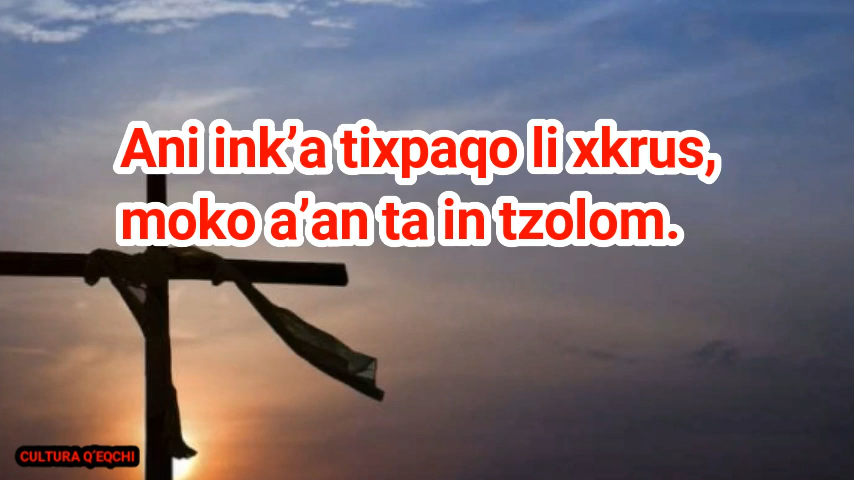 Ani ink’a tixpaqo li xkrus,
moko a’an ta in tzolom.
CULTURA Q´EQCHI